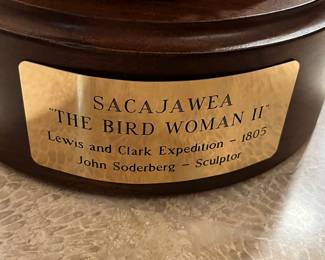 SACAJAWEA
"THE BIRD WOMAN II"
Lewis and Clark Expedition - 1805
John Soderberg - Sculptor